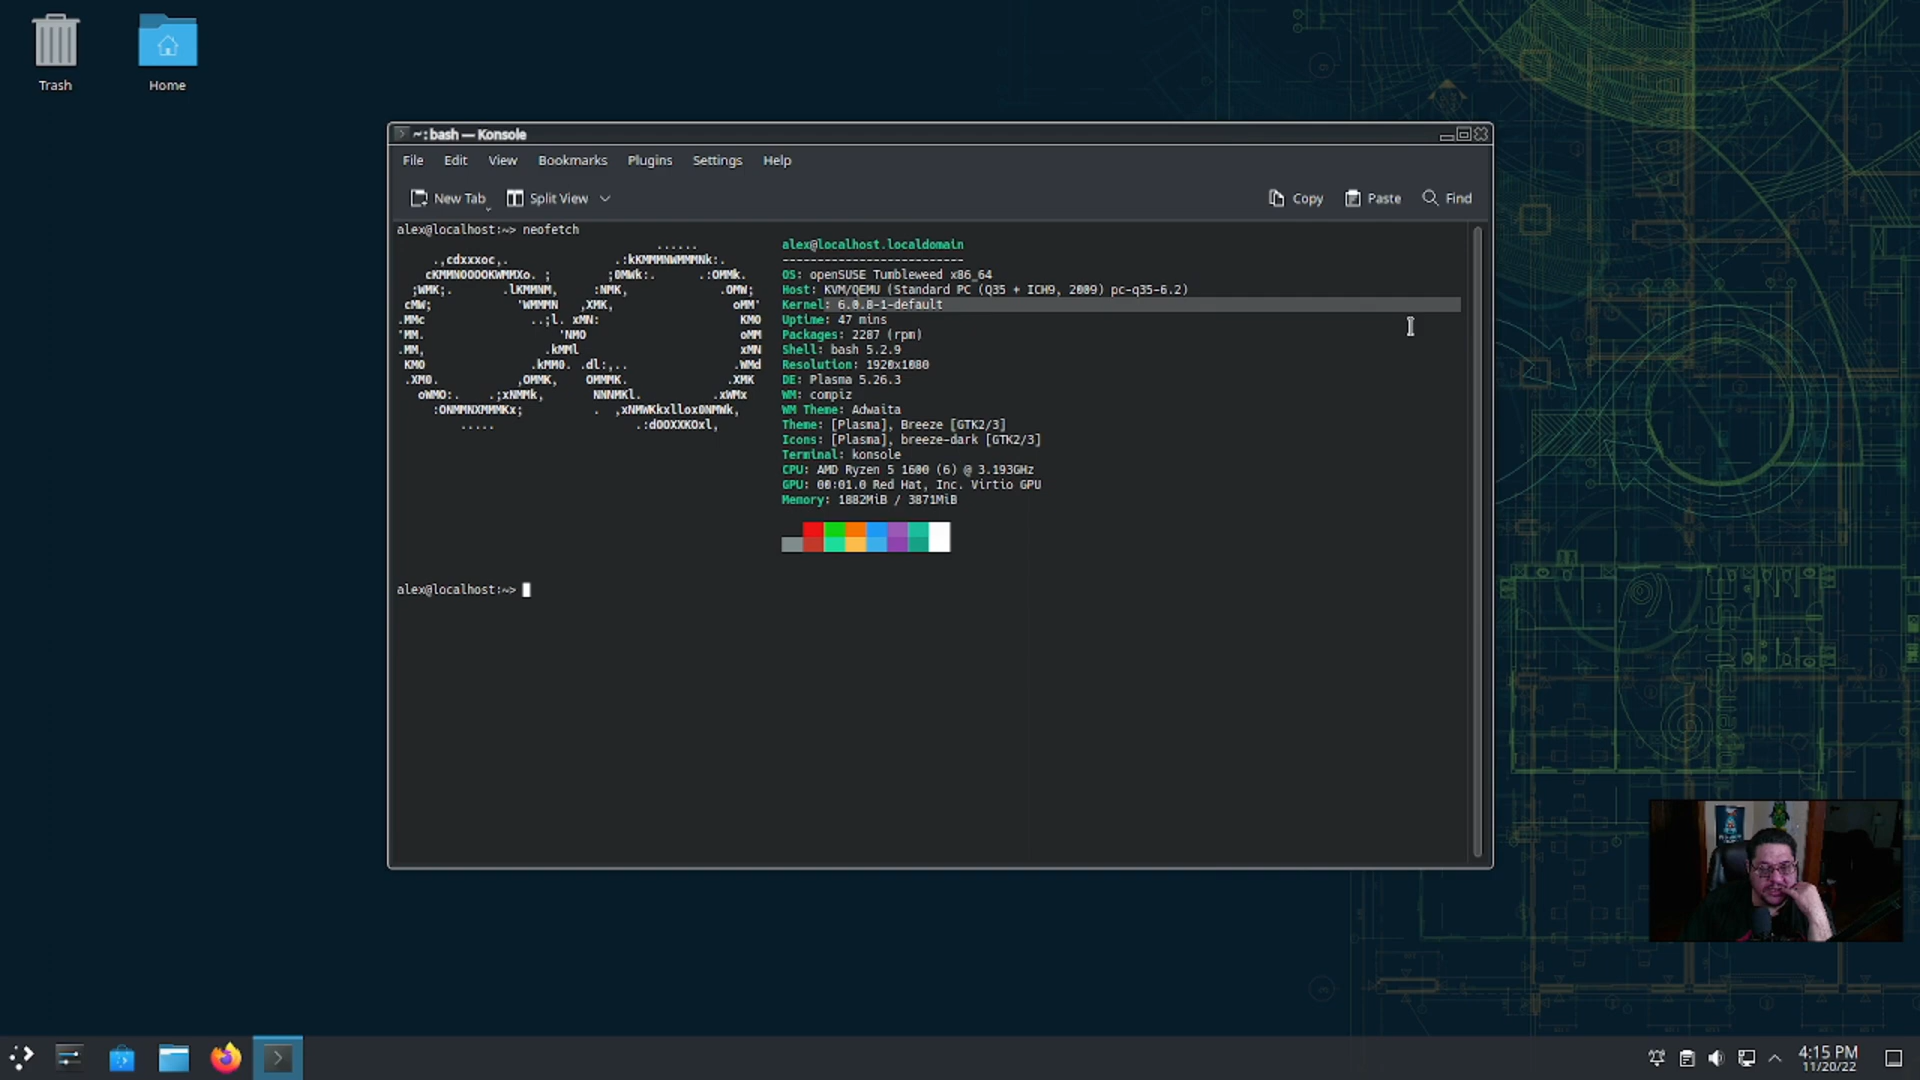 Trash
Home
~ : bash — Konsole
File Edit View Bookmarks Plugins Settings Help
New Tab Split View Copy Paste Find
alex@localhost:~> neofetch
alex@localhost.localdomain
--------------------------
OS: openSUSE Tumbleweed x86_64
Host: KVM/QEMU (Standard PC (Q35 + ICH9, 2009) pc-q35-6.2)
Kernel: 6.0.8-1-default
Uptime: 47 mins
Packages: 2287 (rpm)
Shell: bash 5.2.9
Resolution: 1920x1080
DE: Plasma 5.26.3
WM: compiz
WM Theme: Adwaita
Theme: [Plasma], Breeze [GTK2/3]
Icons: [Plasma], breeze-dark [GTK2/3]
Terminal: konsole
CPU: AMD Ryzen 5 1600 (6) @ 3.193GHz
GPU: 00:01.0 Red Hat, Inc. Virtio GPU
Memory: 1882MiB / 3871MiB
alex@localhost:~>
openSUSE
4:15 PM
11/20/22